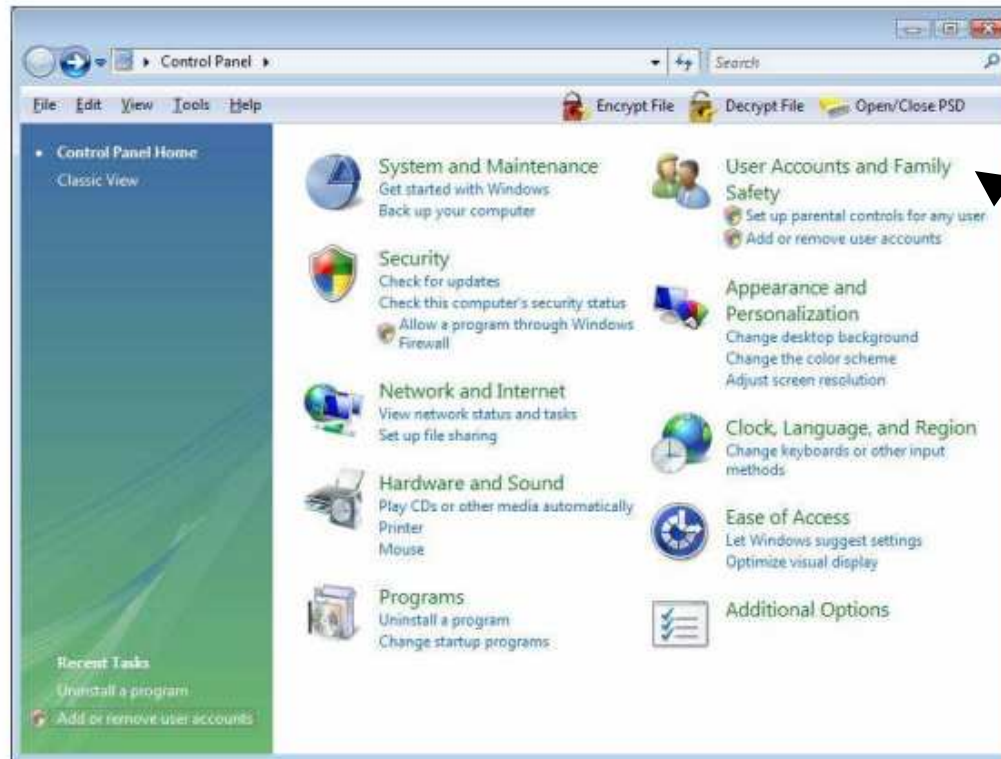 Control Panel
Search
File Edit View Tools Help
Encrypt File Decrypt File Open/Close PSD
Control Panel Home
Classic View
System and Maintenance
Get started with Windows
Back up your computer
Security
Check for updates
Check this computer's security status
Allow a program through Windows
Firewall
Network and Internet
View network status and tasks
Set up file sharing
Hardware and Sound
Play CDs or other media automatically
Printer
Mouse
Programs
Uninstall a program
Change startup programs
User Accounts and Family
Safety
Set up parental controls for any user
Add or remove user accounts
Appearance and
Personalization
Change desktop background
Change the color scheme
Adjust screen resolution
Clock, Language, and Region
Change keyboards or other input
methods
Ease of Access
Let Windows suggest settings
Optimize visual display
Additional Options
Recent Tasks
Uninstall a program
Add or remove user accounts